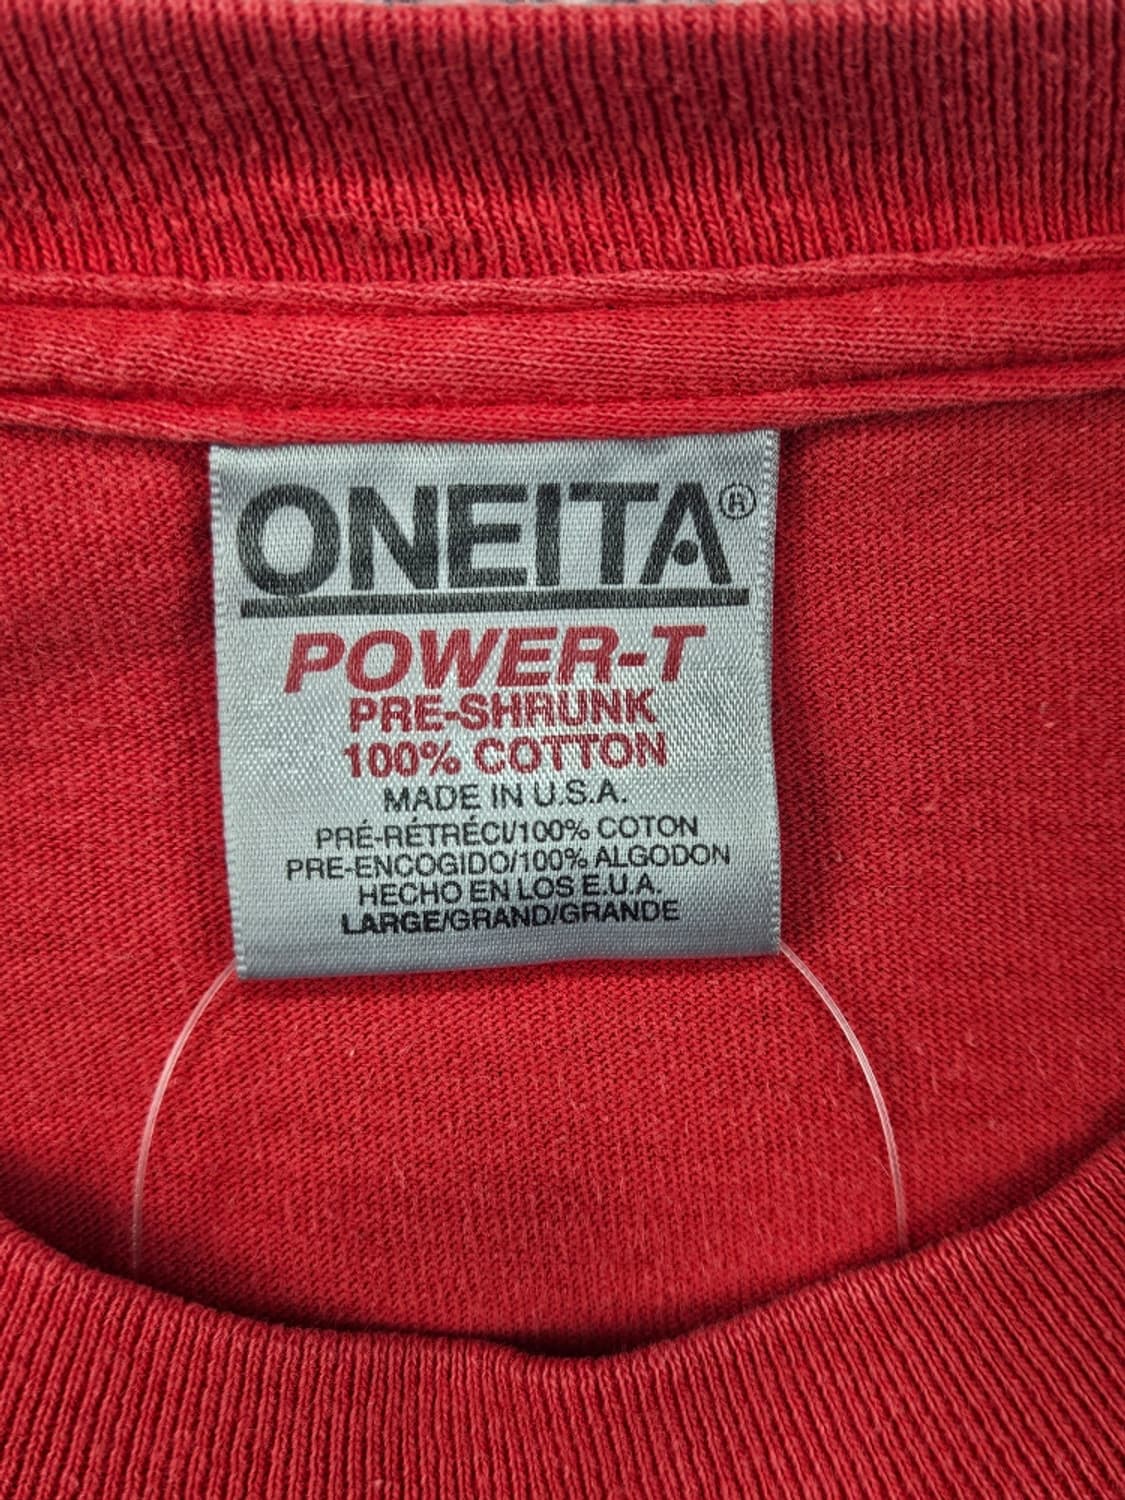 ONEITA®
POWER-T
PRE-SHRUNK
100% COTTON
MADE IN U.S.A.
PRÉ-RÉTRÉCI/100% COTON
PRE-ENCOGIDO/100% ALGODON
HECHO EN LOS E.U.A.
LARGE/GRAND/GRANDE